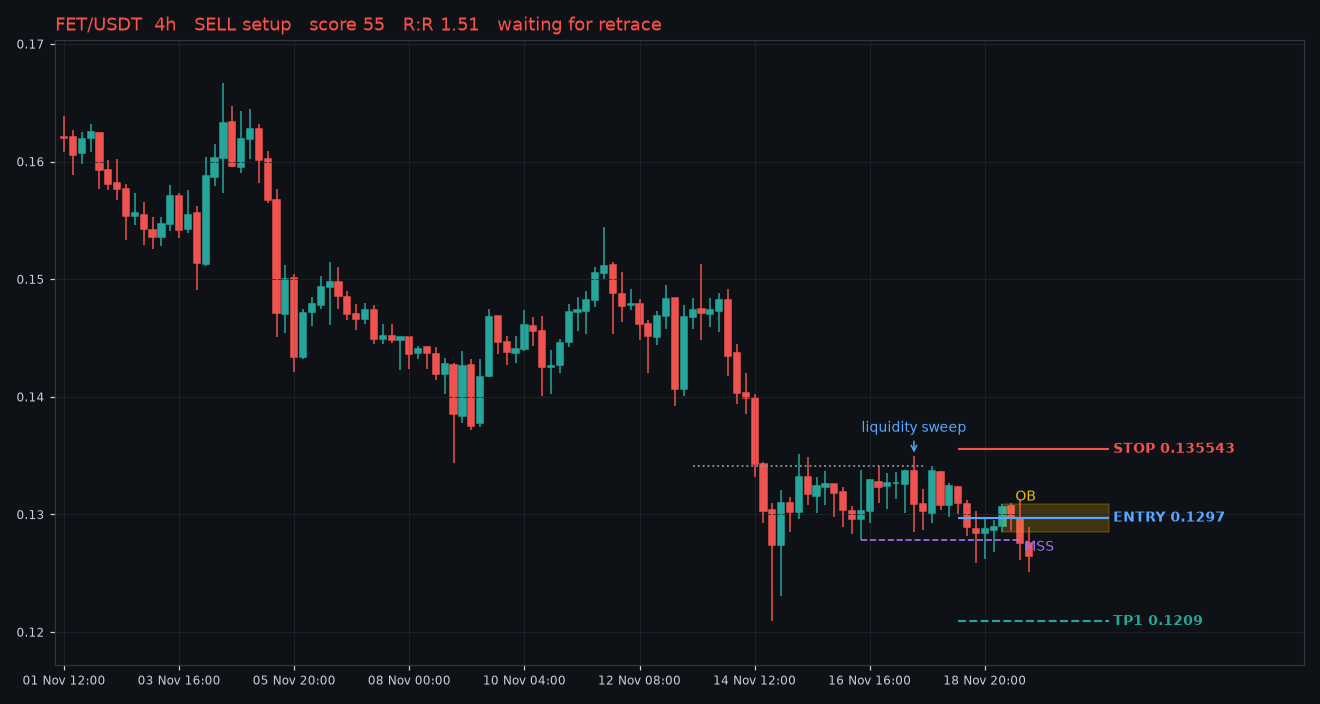 FET/USDT 4h SELL setup score 55 R:R 1.51 waiting for retrace
0.17
0.16
0.15
0.14
0.13
0.12
liquidity sweep
STOP 0.135543
OB
ENTRY 0.1297
MSS
TP1 0.1209
01 Nov 12:00
03 Nov 16:00
05 Nov 20:00
08 Nov 00:00
10 Nov 04:00
12 Nov 08:00
14 Nov 12:00
16 Nov 16:00
18 Nov 20:00